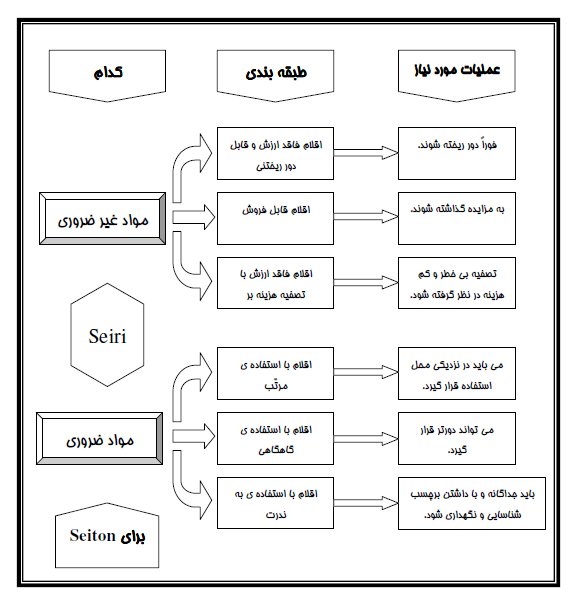 کدام
طبقه بندی
عملیات مورد نیاز
مواد غیر ضروری
اقلام فاقد ارزش و قابل
دور ریختنی
فوراً دور ریخته شوند.
اقلام قابل فروش
به مزایده گذاشته شوند.
اقلام فاقد ارزش با
تصفیه هزینه بر
تصفیه بی خطر و کم
هزینه در نظر گرفته شود.
Seiri
مواد ضروری
اقلام با استفاده ی
مرتّب
می باید در نزدیکی محل
استفاده قرار گیرد.
اقلام با استفاده ی
گاهگاهی
می تواند دورتر قرار
گیرد.
اقلام با استفاده ی به
ندرت
باید جداگانه و با داشتن برچسب
شناسایی و نگهداری شود.
برای Seiton